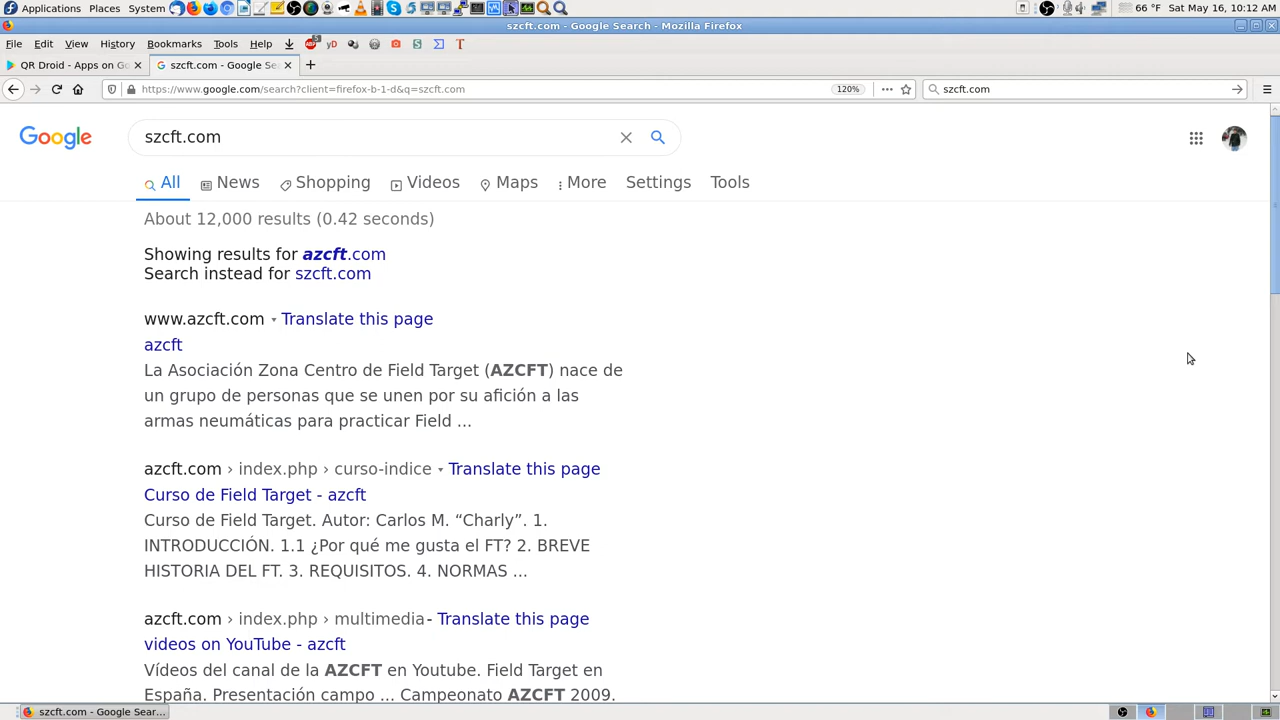 Applications Places System 66 °F Sat May 16, 10:12 AM
szcft.com - Google Search - Mozilla Firefox
File Edit View History Bookmarks Tools Help
QR Droid - Apps on Go szcft.com - Google Se
https://www.google.com/search?client=firefox-b-1-d&q=szcft.com 120% szcft.com
Google szcft.com
All News Shopping Videos Maps More Settings Tools
About 12,000 results (0.42 seconds)
Showing results for azcft.com
Search instead for szcft.com
www.azcft.com Translate this page
azcft
La Asociación Zona Centro de Field Target (AZCFT) nace de
un grupo de personas que se unen por su afición a las
armas neumáticas para practicar Field ...
azcft.com › index.php › curso-indice Translate this page
Curso de Field Target - azcft
Curso de Field Target. Autor: Carlos M. “Charly”. 1.
INTRODUCCIÓN. 1.1 ¿Por qué me gusta el FT? 2. BREVE
HISTORIA DEL FT. 3. REQUISITOS. 4. NORMAS ...
azcft.com › index.php › multimedia - Translate this page
videos on YouTube - azcft
Vídeos del canal de la AZCFT en Youtube. Field Target en
España. Presentación campo ... Campeonato AZCFT 2009.
szcft.com - Google Sear...